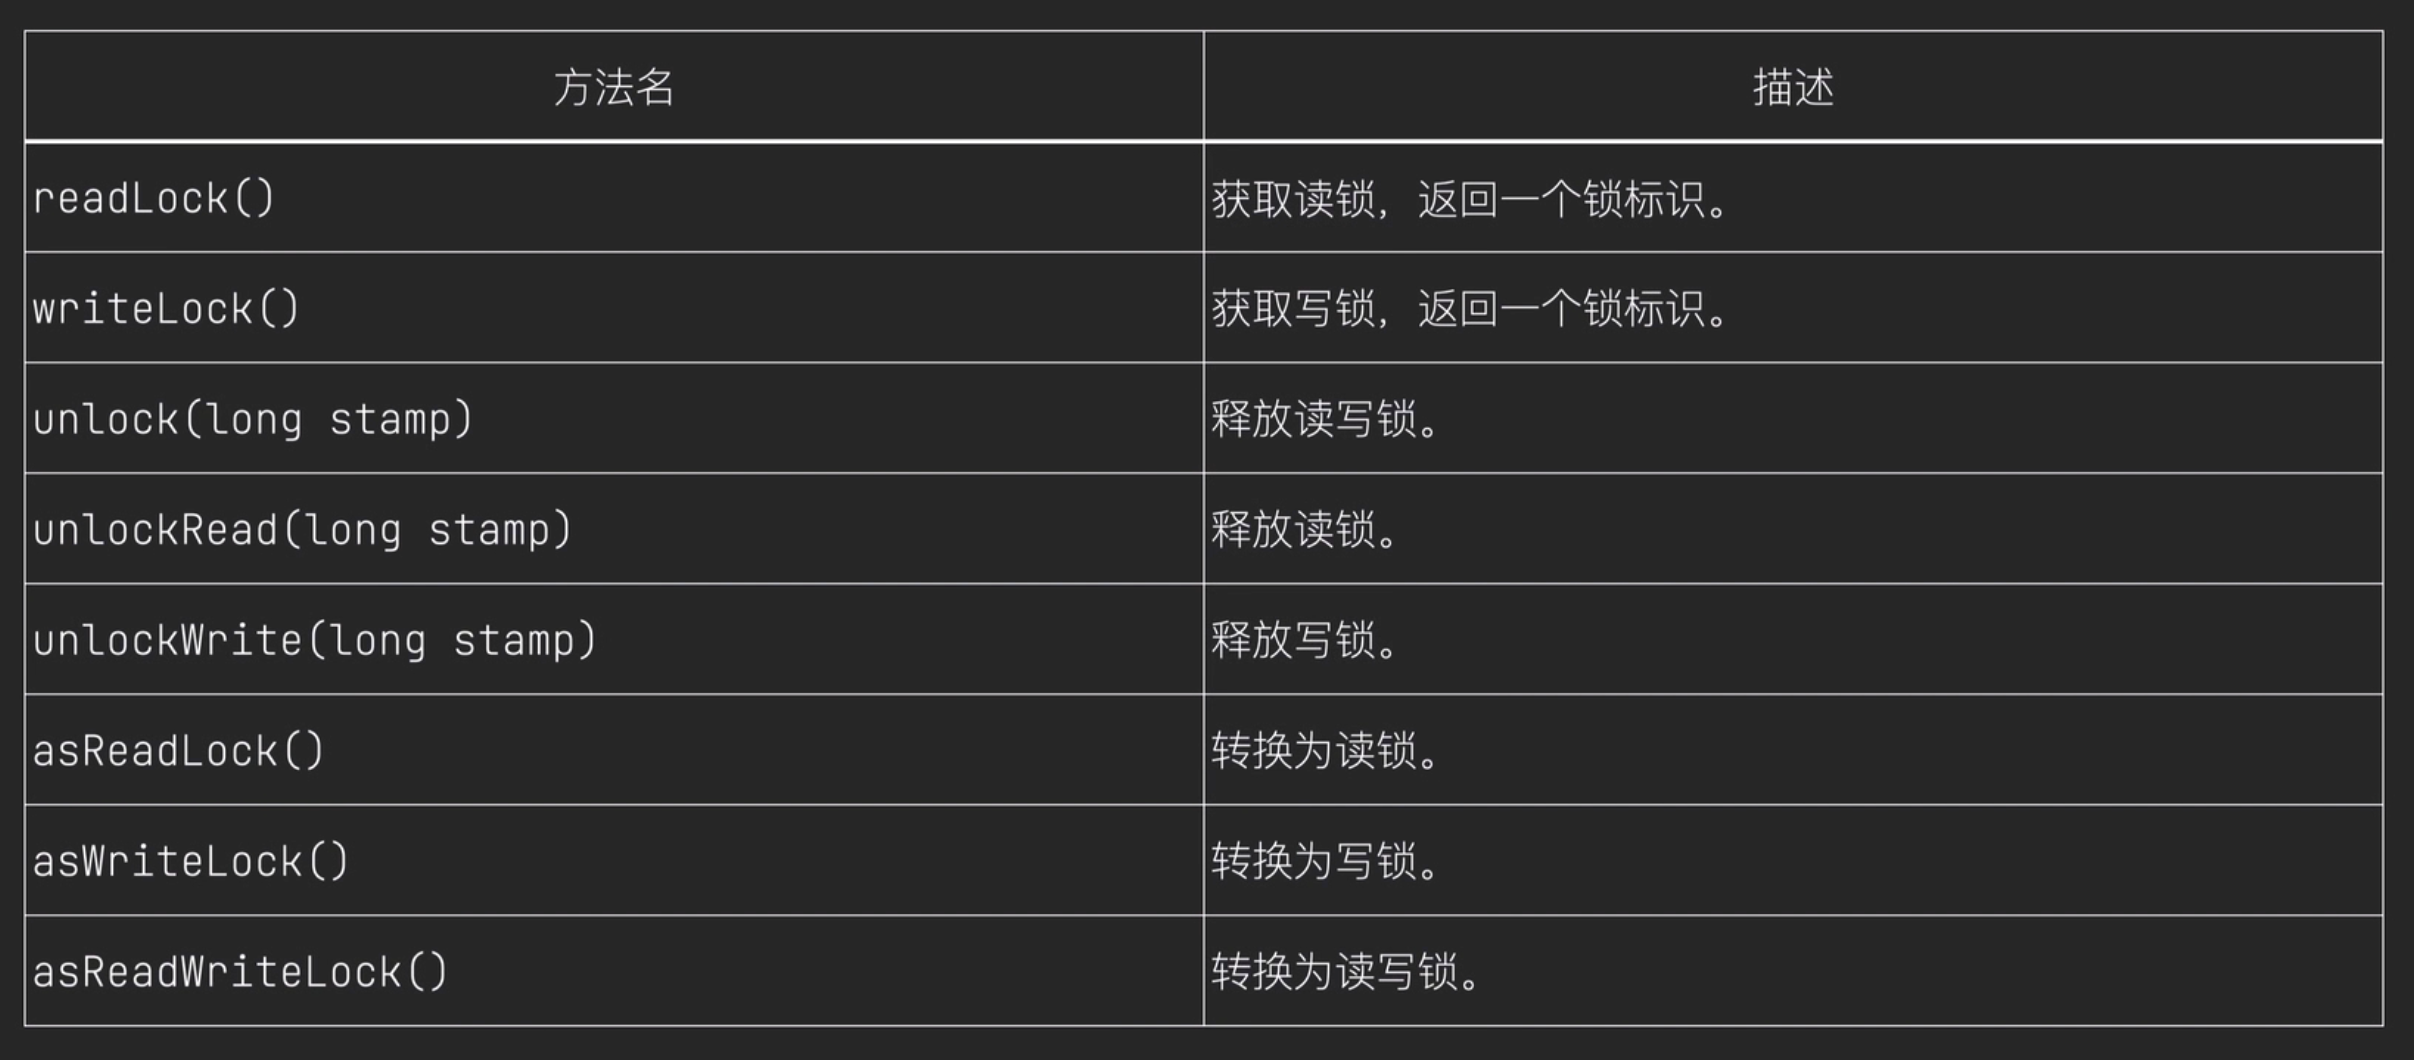 方法名 描述
readLock() 获取读锁，返回一个锁标识。
writeLock() 获取写锁，返回一个锁标识。
unlock(long stamp) 释放读写锁。
unlockRead(long stamp) 释放读锁。
unlockWrite(long stamp) 释放写锁。
asReadLock() 转换为读锁。
asWriteLock() 转换为写锁。
asReadWriteLock() 转换为读写锁。